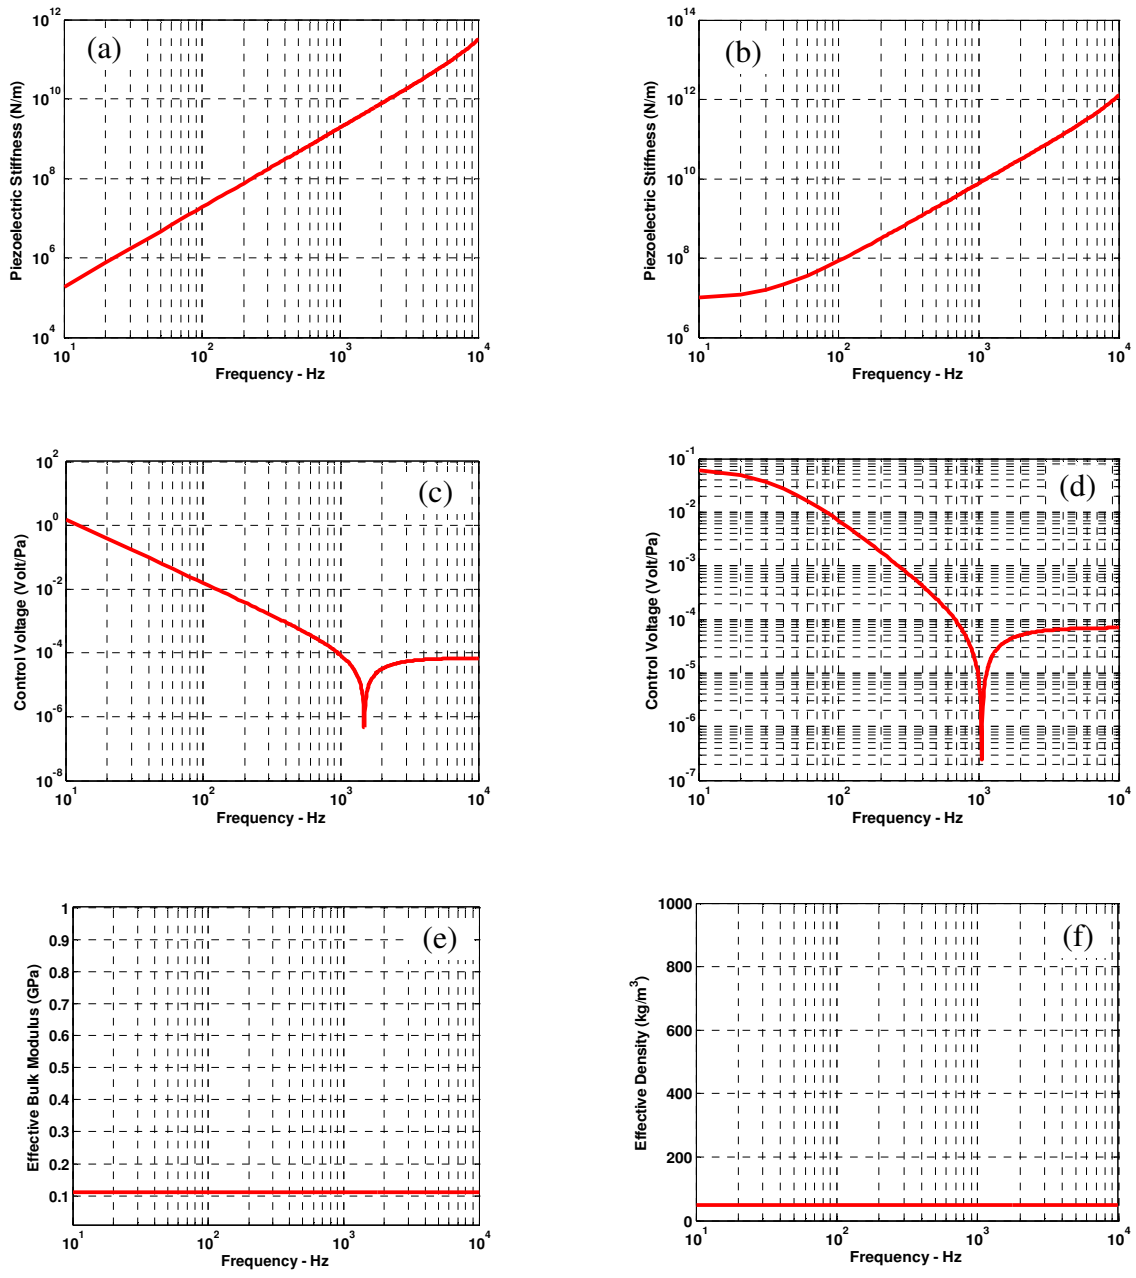 (a)
Piezoelectric Stiffness (N/m)
10^12
10^10
10^8
10^6
10^4
10^1 10^2 10^3 10^4
Frequency - Hz
(b)
Piezoelectric Stiffness (N/m)
10^14
10^12
10^10
10^8
10^6
10^1 10^2 10^3 10^4
Frequency - Hz
(c)
Control Voltage (Volt/Pa)
10^2
10^0
10^-2
10^-4
10^-6
10^-8
10^1 10^2 10^3 10^4
Frequency - Hz
(d)
Control Voltage (Volt/Pa)
10^-1
10^-2
10^-3
10^-4
10^-5
10^-6
10^-7
10^1 10^2 10^3 10^4
Frequency - Hz
(e)
Effective Bulk Modulus (GPa)
1
0.9
0.8
0.7
0.6
0.5
0.4
0.3
0.2
0.1
10^1 10^2 10^3 10^4
Frequency - Hz
(f)
Effective Density (kg/m^3)
1000
800
600
400
200
0
10^1 10^2 10^3 10^4
Frequency - Hz